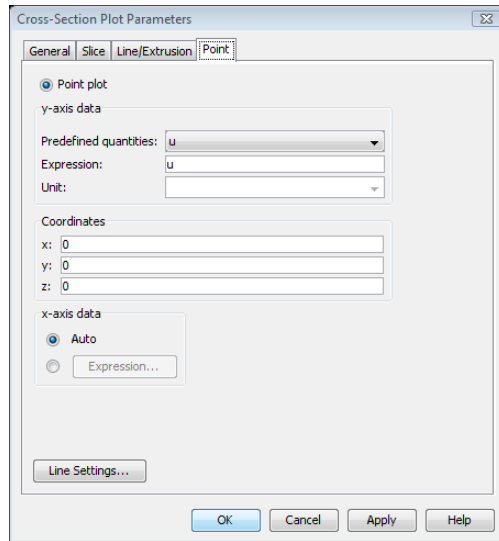 Cross-Section Plot Parameters
General Slice Line/Extrusion Point
Point plot
y-axis data
Predefined quantities: u
Expression: u
Unit:
Coordinates
x: 0
y: 0
z: 0
x-axis data
Auto
Expression...
Line Settings...
OK Cancel Apply Help